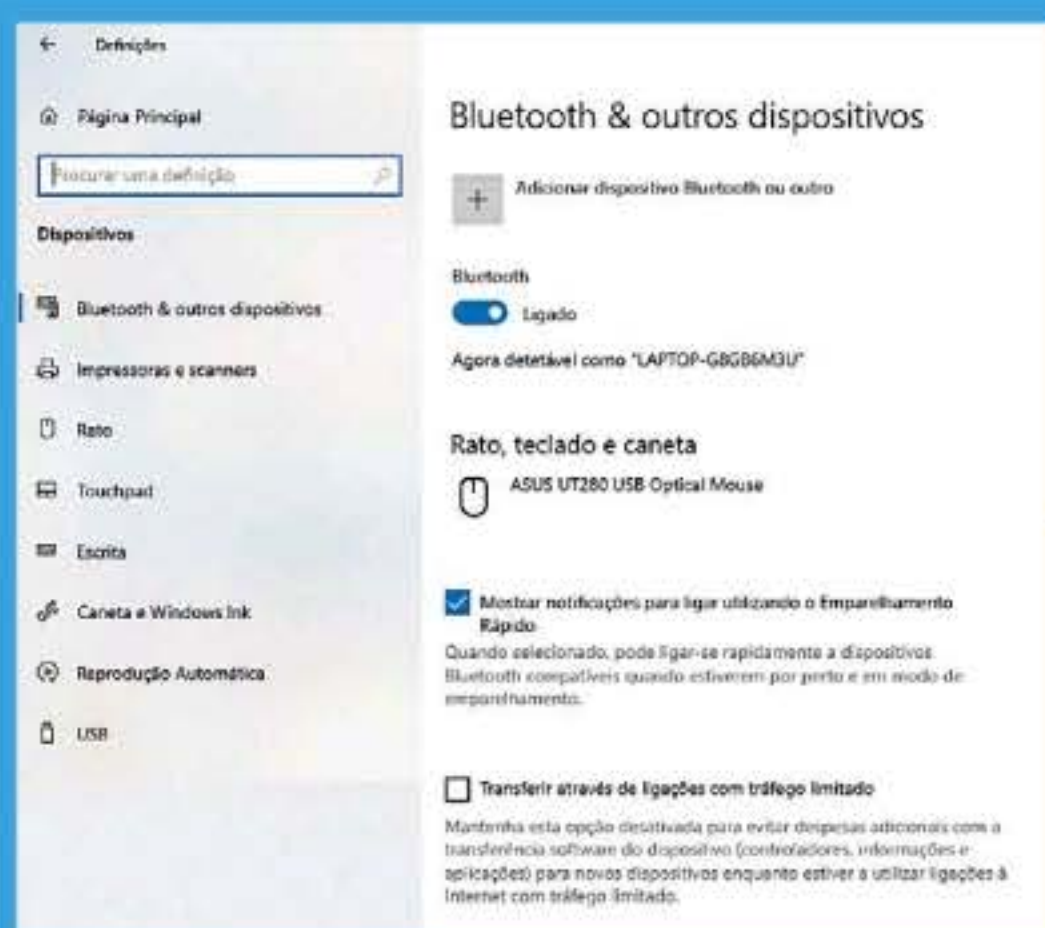 Definições
Página Principal
Procurar uma definição
Dispositivos
Bluetooth & outros dispositivos
Impressoras e scanners
Rato
Touchpad
Escrita
Caneta e Windows Ink
Reprodução Automática
USB
Bluetooth & outros dispositivos
Adicionar dispositivo Bluetooth ou outro
Bluetooth
Ligado
Agora detetável como "LAPTOP-G8GB6M3U"
Rato, teclado e caneta
ASUS UT280 USB Optical Mouse
Mostrar notificações para ligar utilizando o Emparelhamento
Rápido
Quando selecionado, pode ligar-se rapidamente a dispositivos
Bluetooth compatíveis quando estiverem por perto e em modo de
emparelhamento.
Transferir através de ligações com tráfego limitado
Mantenha esta opção desativada para evitar despesas adicionais com a
transferência software do dispositivo (controladores, informações e
aplicações) para novos dispositivos enquanto estiver a utilizar ligações à
Internet com tráfego limitado.